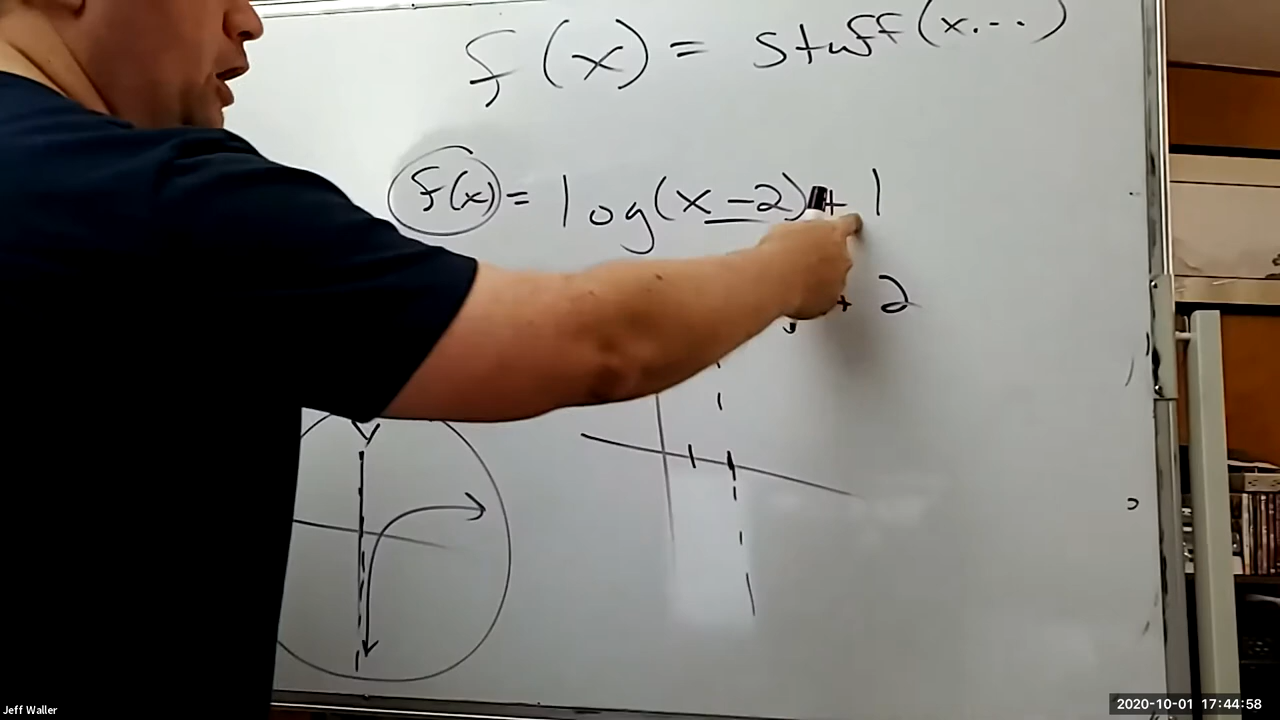 f(x) = stuff(x...)
f(x) = log(x-2) + 1
+ 2
Y
Jeff Waller
2020-10-01 17:44:58